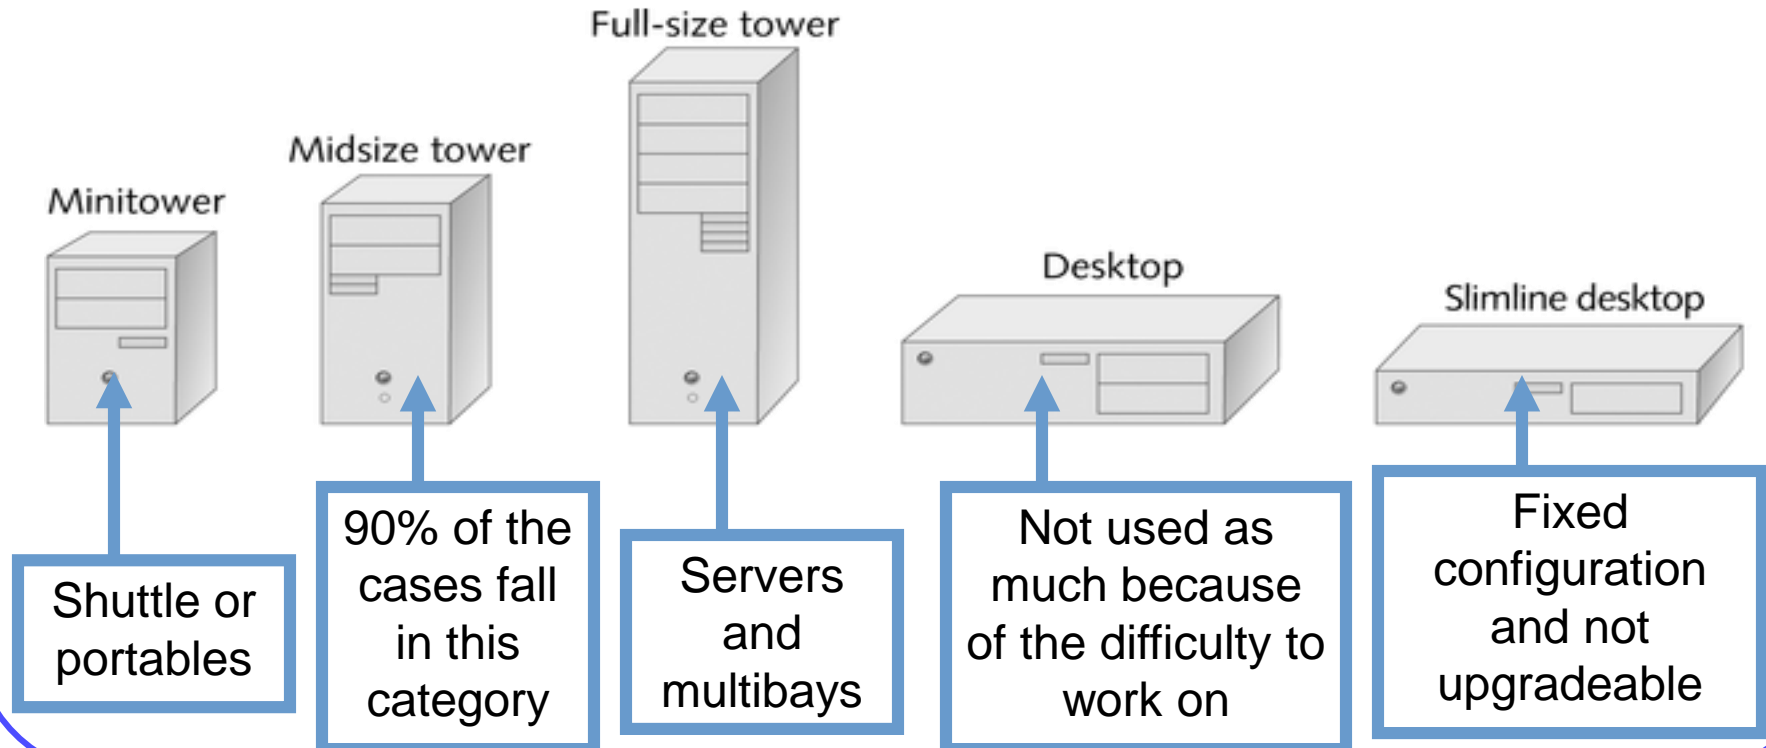 Full-size tower
Midsize tower
Minitower
Desktop
Slimline desktop
Shuttle or
portables
90% of the
cases fall
in this
category
Servers
and
multibays
Not used as
much because
of the difficulty to
work on
Fixed
configuration
and not
upgradeable